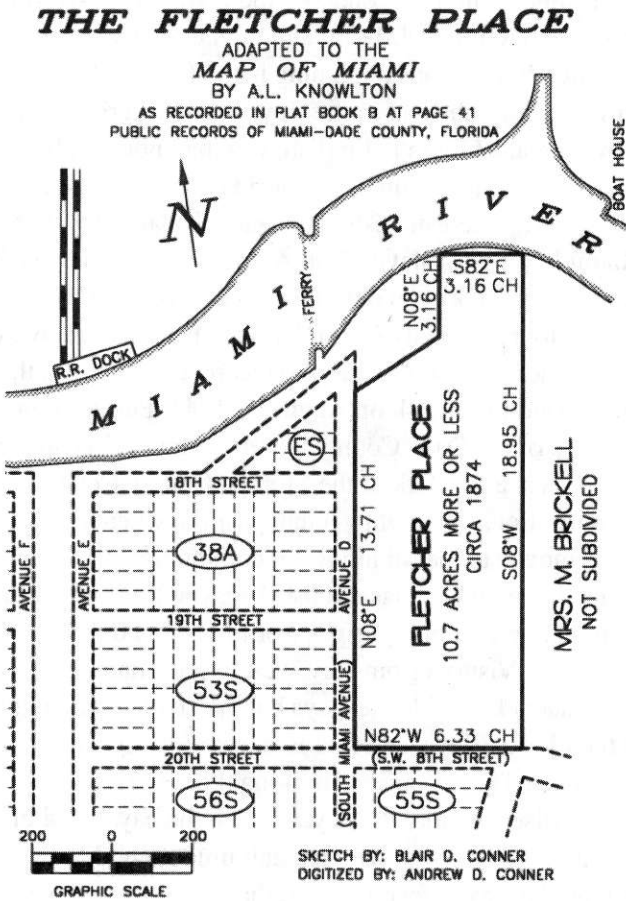 THE FLETCHER PLACE
ADAPTED TO THE
MAP OF MIAMI
BY A.L. KNOWLTON
AS RECORDED IN PLAT BOOK B AT PAGE 41
PUBLIC RECORDS OF MIAMI-DADE COUNTY, FLORIDA
BOAT HOUSE
N
MIAMI RIVER
FERRY
R.R. DOCK
N08°E
3.16 CH
S82°E
3.16 CH
ES
18TH STREET
AVENUE F
AVENUE E
38A
AVENUE D
N08°E 13.71 CH
FLETCHER PLACE
10.7 ACRES MORE OR LESS
CIRCA 1874
S08°W 18.95 CH
MRS. M. BRICKELL
NOT SUBDIVIDED
19TH STREET
53S
(SOUTH MIAMI AVENUE)
N82°W 6.33 CH
20TH STREET
(S.W. 8TH STREET)
56S
55S
200 0 200
GRAPHIC SCALE
SKETCH BY: BLAIR D. CONNER
DIGITIZED BY: ANDREW D. CONNER